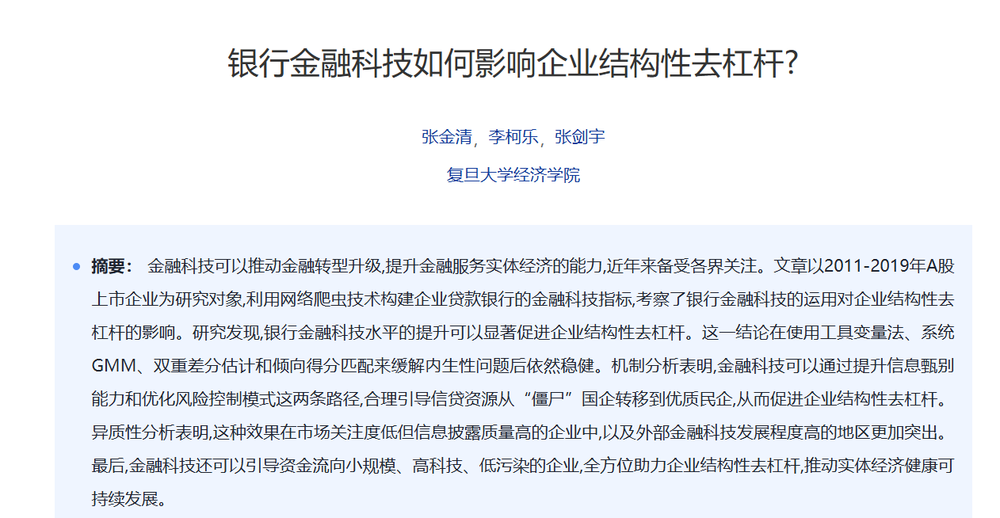 银行金融科技如何影响企业结构性去杠杆?
张金清, 李柯乐, 张剑宇
复旦大学经济学院
摘要: 金融科技可以推动金融转型升级,提升金融服务实体经济的能力,近年来备受各界关注。文章以2011-2019年A股
上市企业为研究对象,利用网络爬虫技术构建企业贷款银行的金融科技指标,考察了银行金融科技的运用对企业结构性去
杠杆的影响。研究发现,银行金融科技水平的提升可以显著促进企业结构性去杠杆。这一结论在使用工具变量法、系统
GMM、双重差分估计和倾向得分匹配来缓解内生性问题后依然稳健。机制分析表明,金融科技可以通过提升信息甄别
能力和优化风险控制模式这两条路径,合理引导信贷资源从“僵尸”国企转移到优质民企,从而促进企业结构性去杠杆。
异质性分析表明,这种效果在市场关注度低但信息披露质量高的企业中,以及外部金融科技发展程度高的地区更加突出。
最后,金融科技还可以引导资金流向小规模、高科技、低污染的企业,全方位助力企业结构性去杠杆,推动实体经济健康可
持续发展。